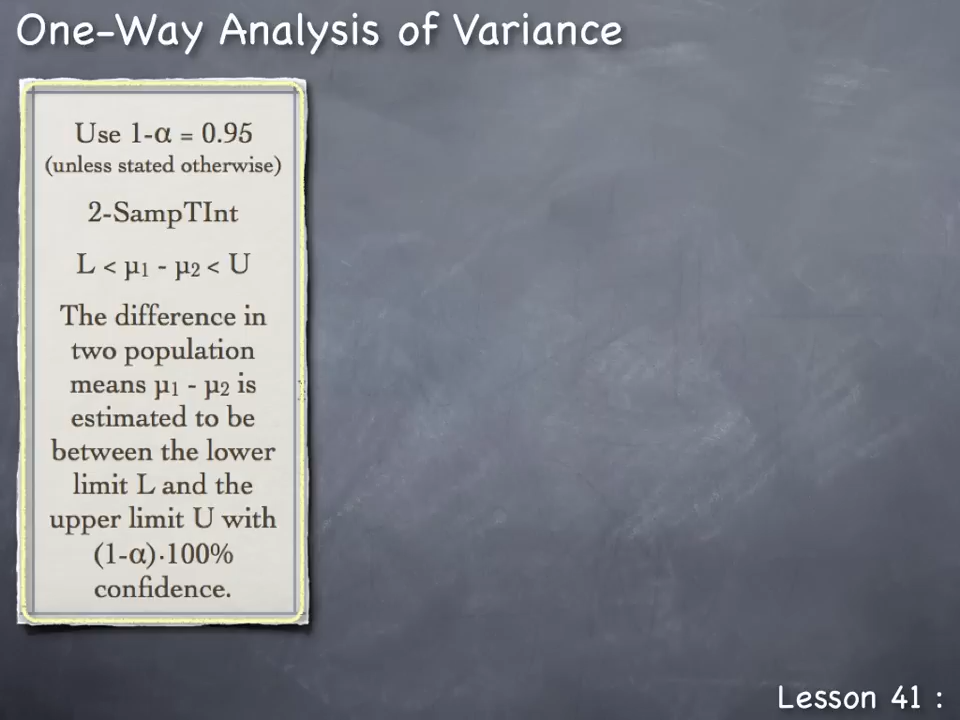 One-Way Analysis of Variance
Use 1-α = 0.95
(unless stated otherwise)
2-SampTInt
L < µ1 - µ2 < U
The difference in
two population
means µ1 - µ2 is
estimated to be
between the lower
limit L and the
upper limit U with
(1-α)·100%
confidence.
Lesson 41 :